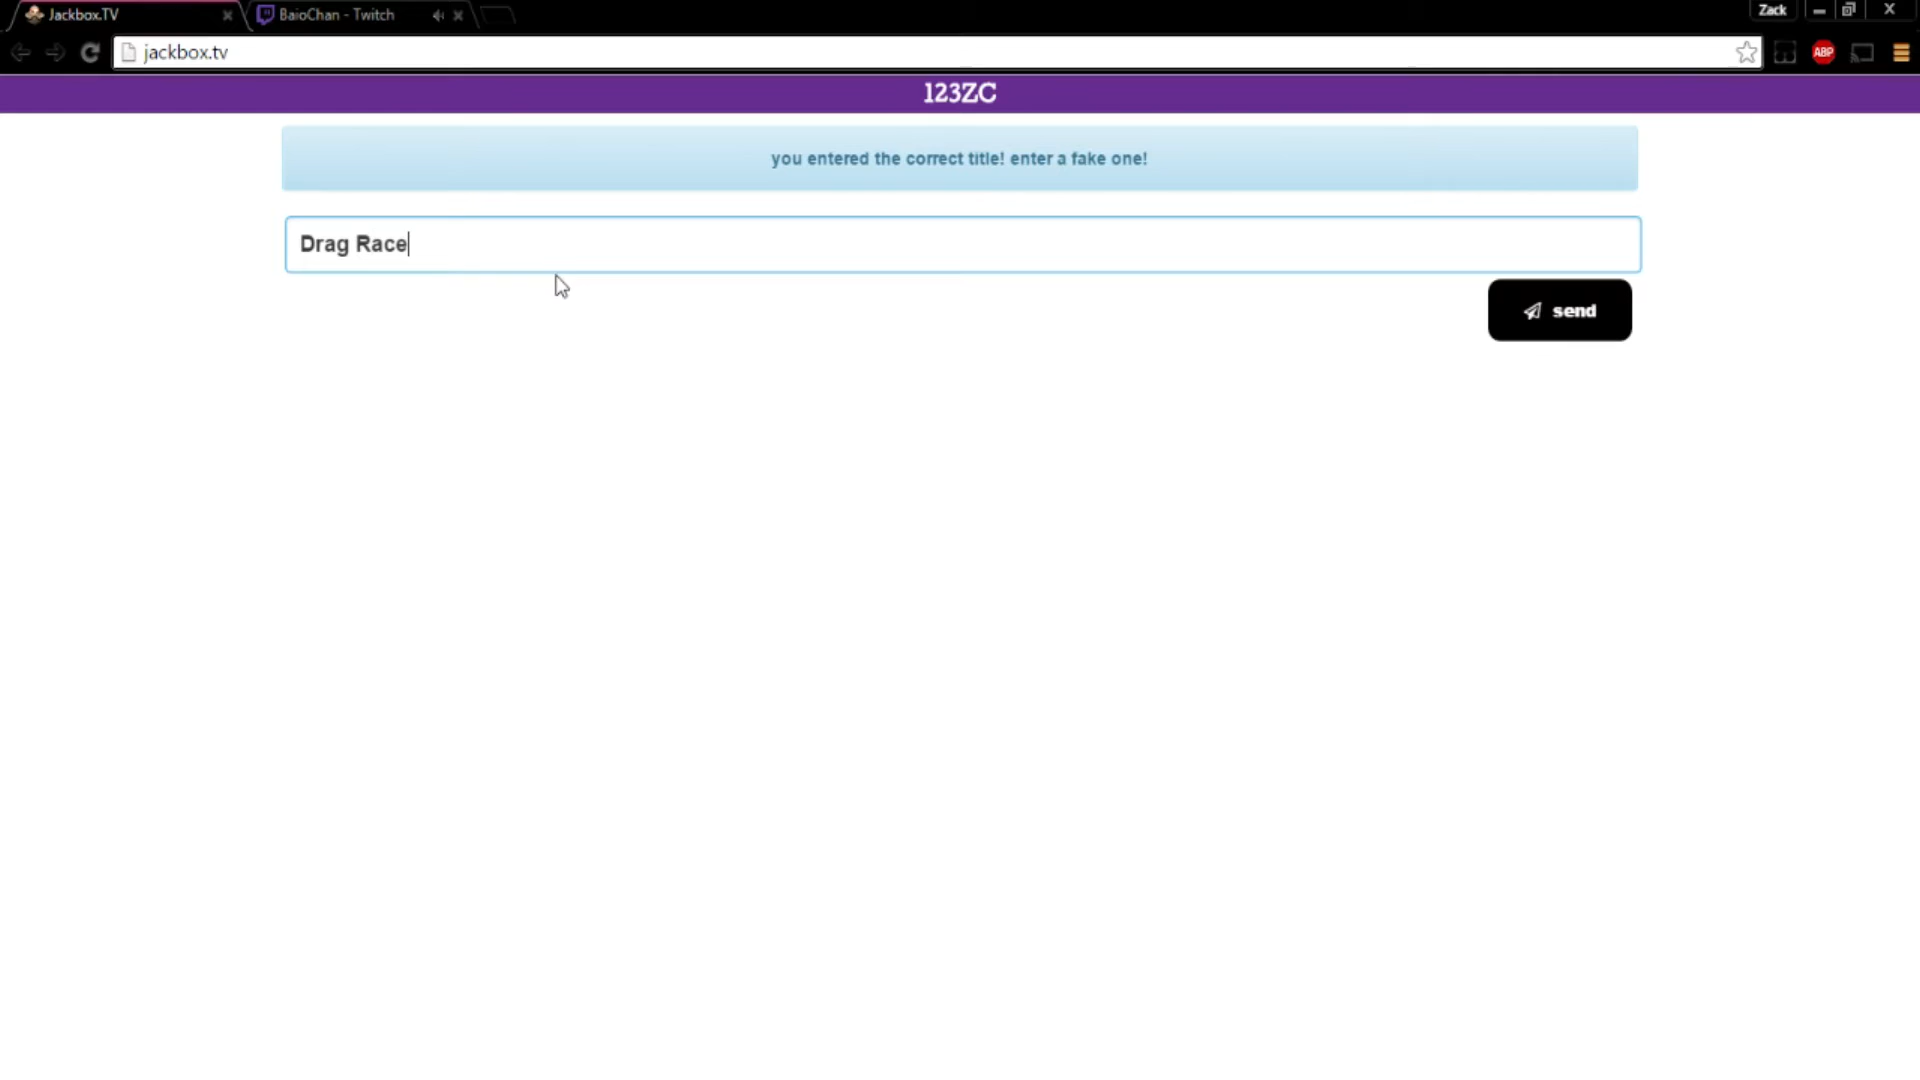 Jackbox.TV
BaioChan - Twitch
Zack
jackbox.tv
ABP
123ZC
you entered the correct title! enter a fake one!
Drag Race
send